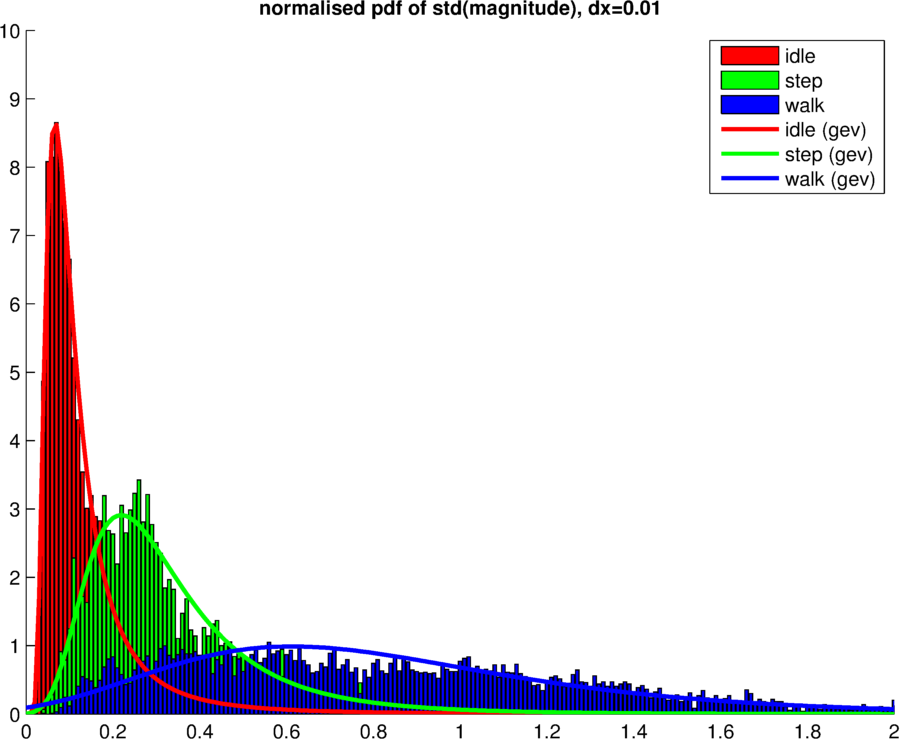 normalised pdf of std(magnitude), dx=0.01
10
9
8
7
6
5
4
3
2
1
0
idle
step
walk
idle (gev)
step (gev)
walk (gev)
0 0.2 0.4 0.6 0.8 1 1.2 1.4 1.6 1.8 2